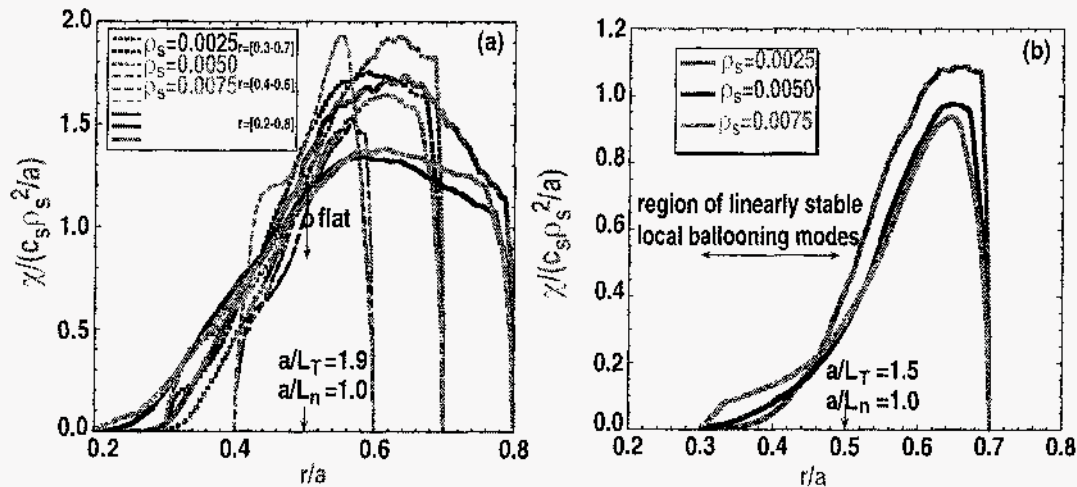 (a)
ρs=0.0025 r=[0.3-0.7]
ρs=0.0050
ρs=0.0075 r=[0.4-0.6]
r=[0.2-0.8]
flat
a/LT=1.9
a/Ln=1.0
χ/(csρs²/a)
2.0
1.5
1.0
0.5
0.0
0.2 0.3 0.4 0.5 0.6 0.7 0.8
r/a
(b)
ρs=0.0025
ρs=0.0050
ρs=0.0075
region of linearly stable
local ballooning modes
a/LT=1.5
a/Ln=1.0
χ/(csρs²/a)
1.2
1.0
0.8
0.6
0.4
0.2
0.0
0.2 0.3 0.4 0.5 0.6 0.7 0.8
r/a